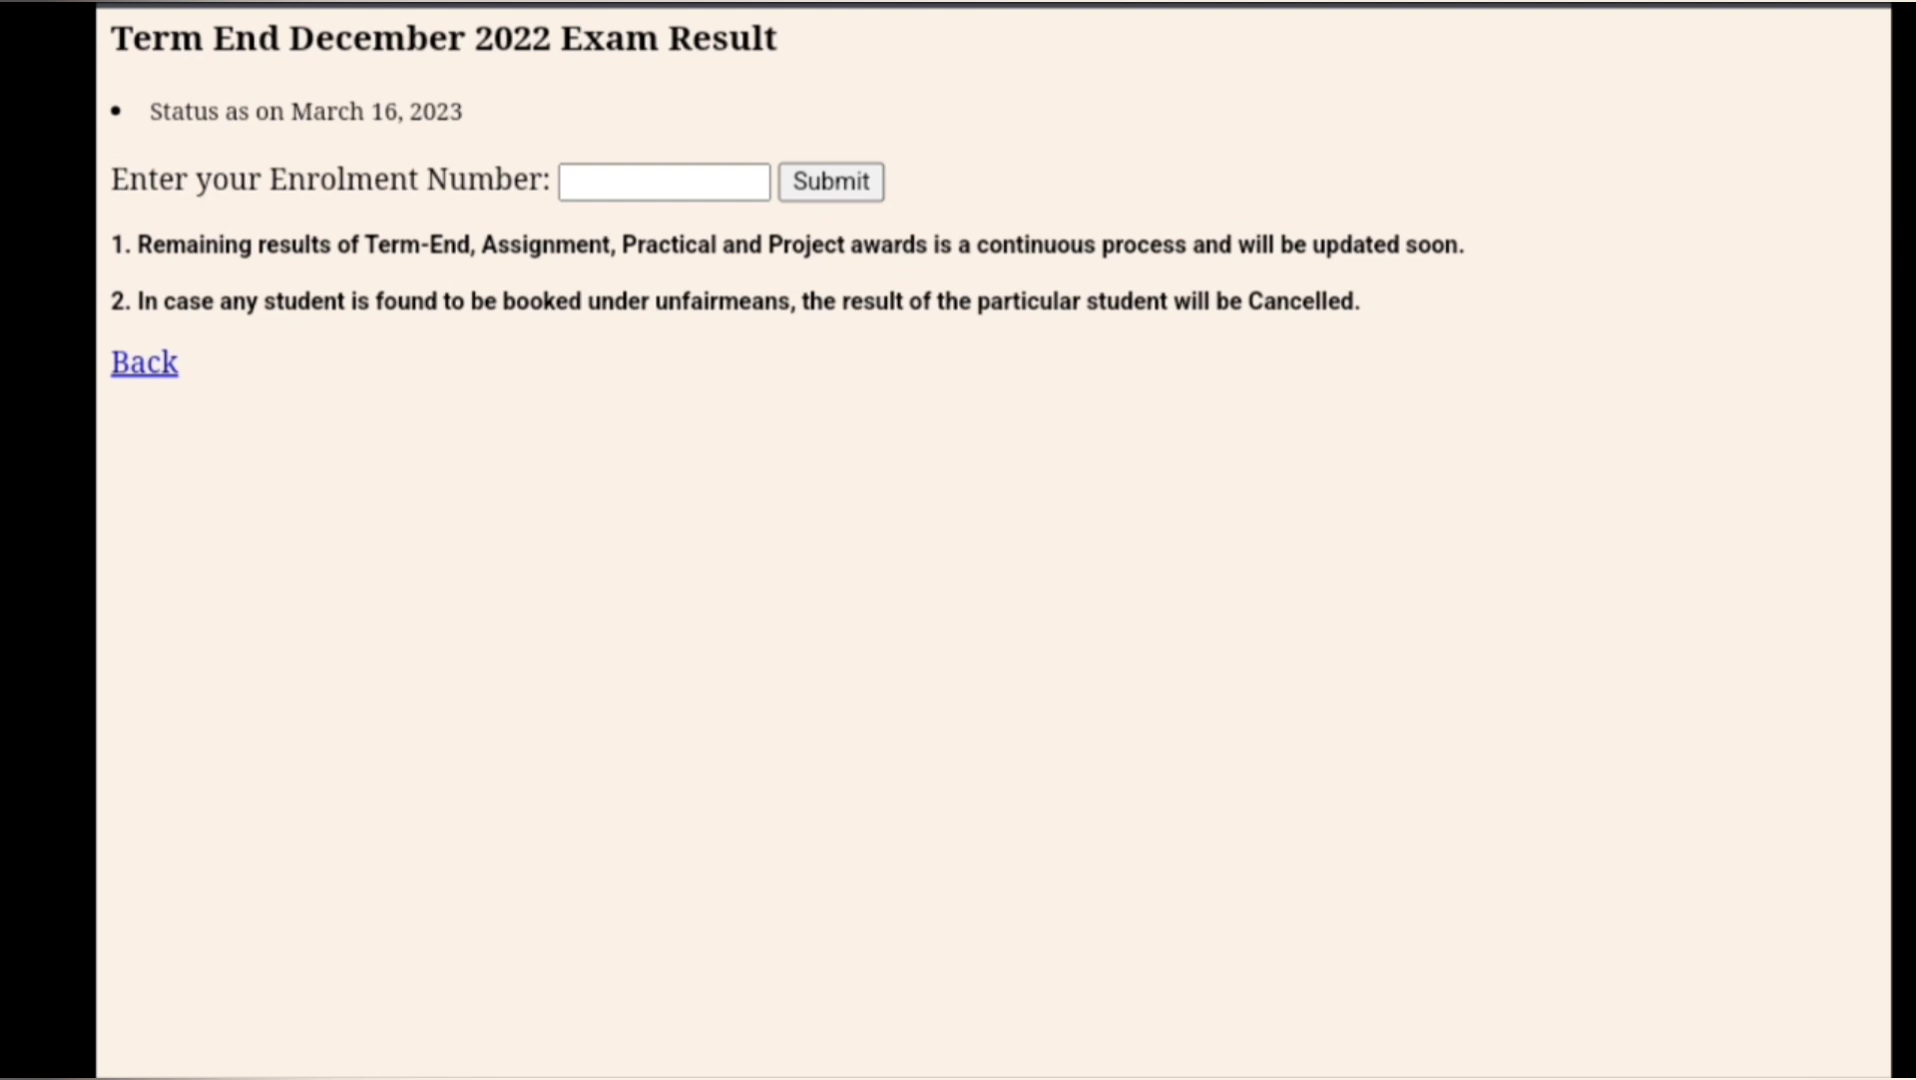 Term End December 2022 Exam Result
• Status as on March 16, 2023
Enter your Enrolment Number: Submit
1. Remaining results of Term-End, Assignment, Practical and Project awards is a continuous process and will be updated soon.
2. In case any student is found to be booked under unfairmeans, the result of the particular student will be Cancelled.
Back